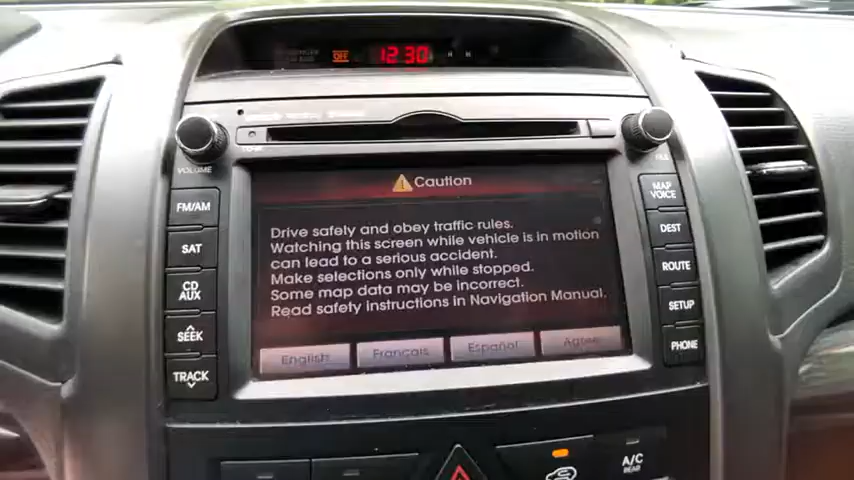 OFF 12:30
VOLUME
FILE
FM/AM
SAT
CD
AUX
SEEK
TRACK
Caution
Drive safely and obey traffic rules.
Watching this screen while vehicle is in motion
can lead to a serious accident.
Make selections only while stopped.
Some map data may be incorrect.
Read safety instructions in Navigation Manual.
English Français Español Agree
MAP
VOICE
DEST
ROUTE
SETUP
PHONE
A/C
REAR